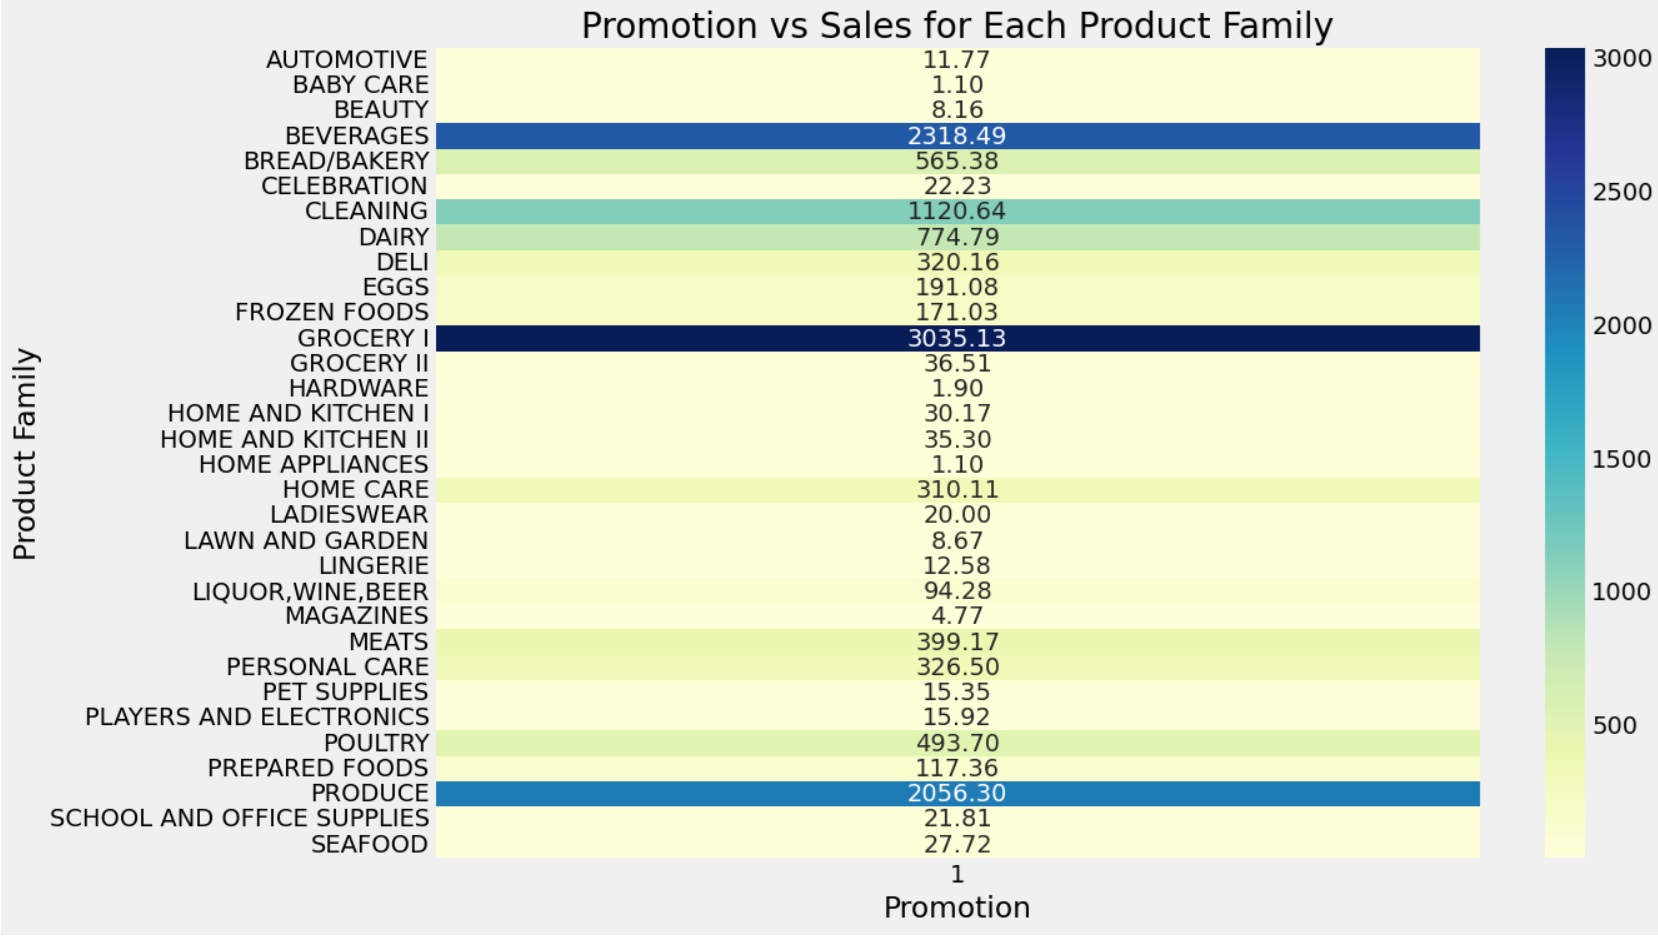 Promotion vs Sales for Each Product Family
AUTOMOTIVE 11.77
BABY CARE 1.10
BEAUTY 8.16
BEVERAGES 2318.49
BREAD/BAKERY 565.38
CELEBRATION 22.23
CLEANING 1120.64
DAIRY 774.79
DELI 320.16
EGGS 191.08
FROZEN FOODS 171.03
GROCERY I 3035.13
GROCERY II 36.51
HARDWARE 1.90
HOME AND KITCHEN I 30.17
HOME AND KITCHEN II 35.30
HOME APPLIANCES 1.10
HOME CARE 310.11
LADIESWEAR 20.00
LAWN AND GARDEN 8.67
LINGERIE 12.58
LIQUOR,WINE,BEER 94.28
MAGAZINES 4.77
MEATS 399.17
PERSONAL CARE 326.50
PET SUPPLIES 15.35
PLAYERS AND ELECTRONICS 15.92
POULTRY 493.70
PREPARED FOODS 117.36
PRODUCE 2056.30
SCHOOL AND OFFICE SUPPLIES 21.81
SEAFOOD 27.72
1
Promotion
Product Family
3000
2500
2000
1500
1000
500